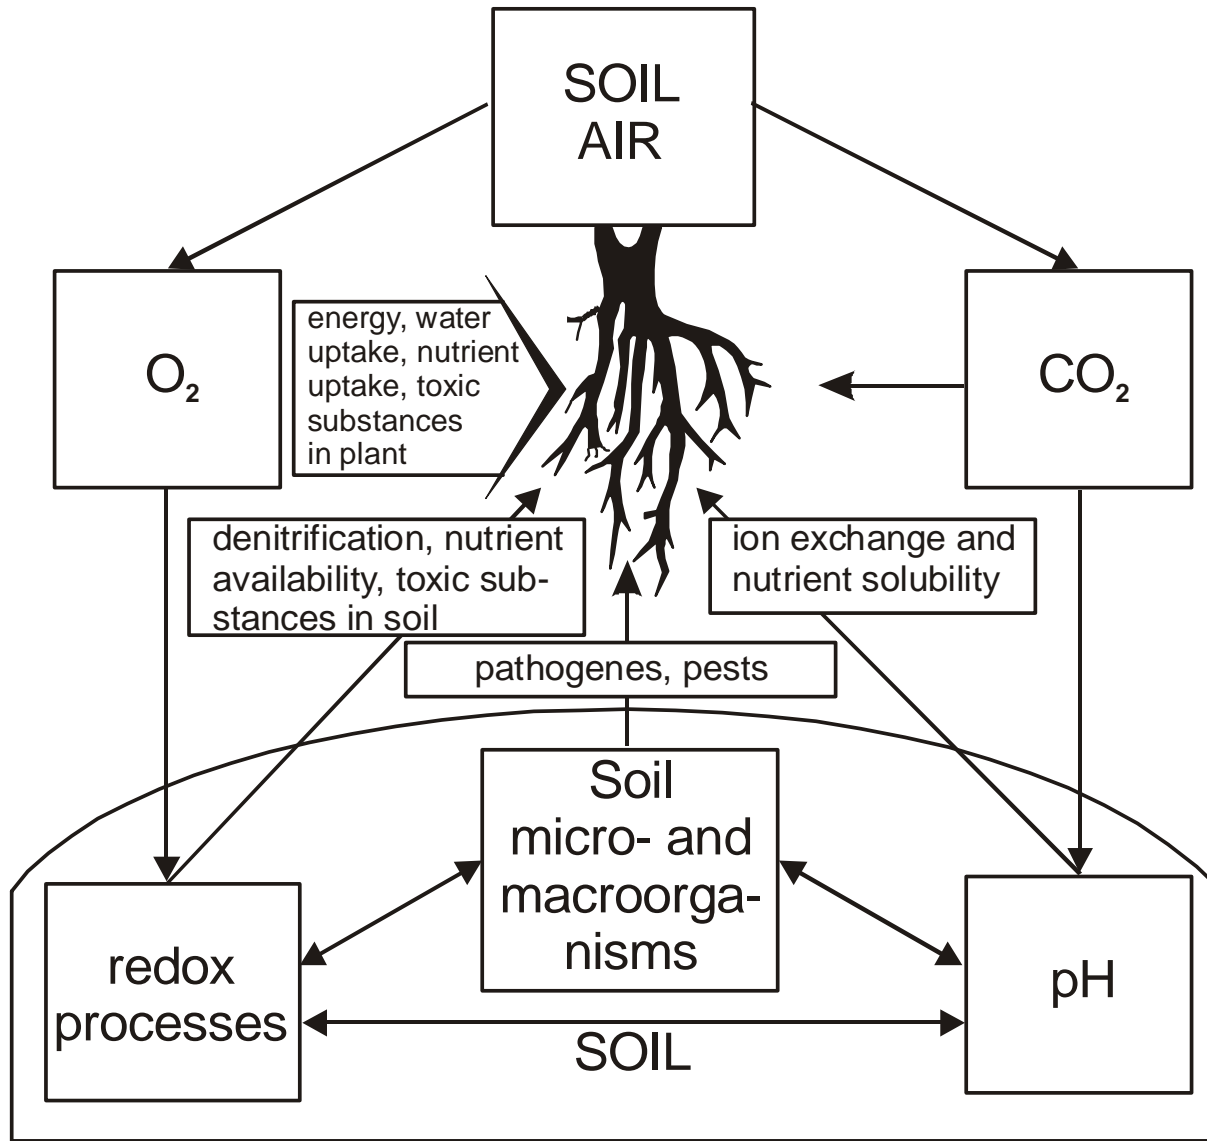 SOIL
AIR
O₂
energy, water
uptake, nutrient
uptake, toxic
substances
in plant
CO₂
denitrification, nutrient
availability, toxic sub-
stances in soil
ion exchange and
nutrient solubility
pathogenes, pests
Soil
micro- and
macroorga-
nisms
redox
processes
pH
SOIL